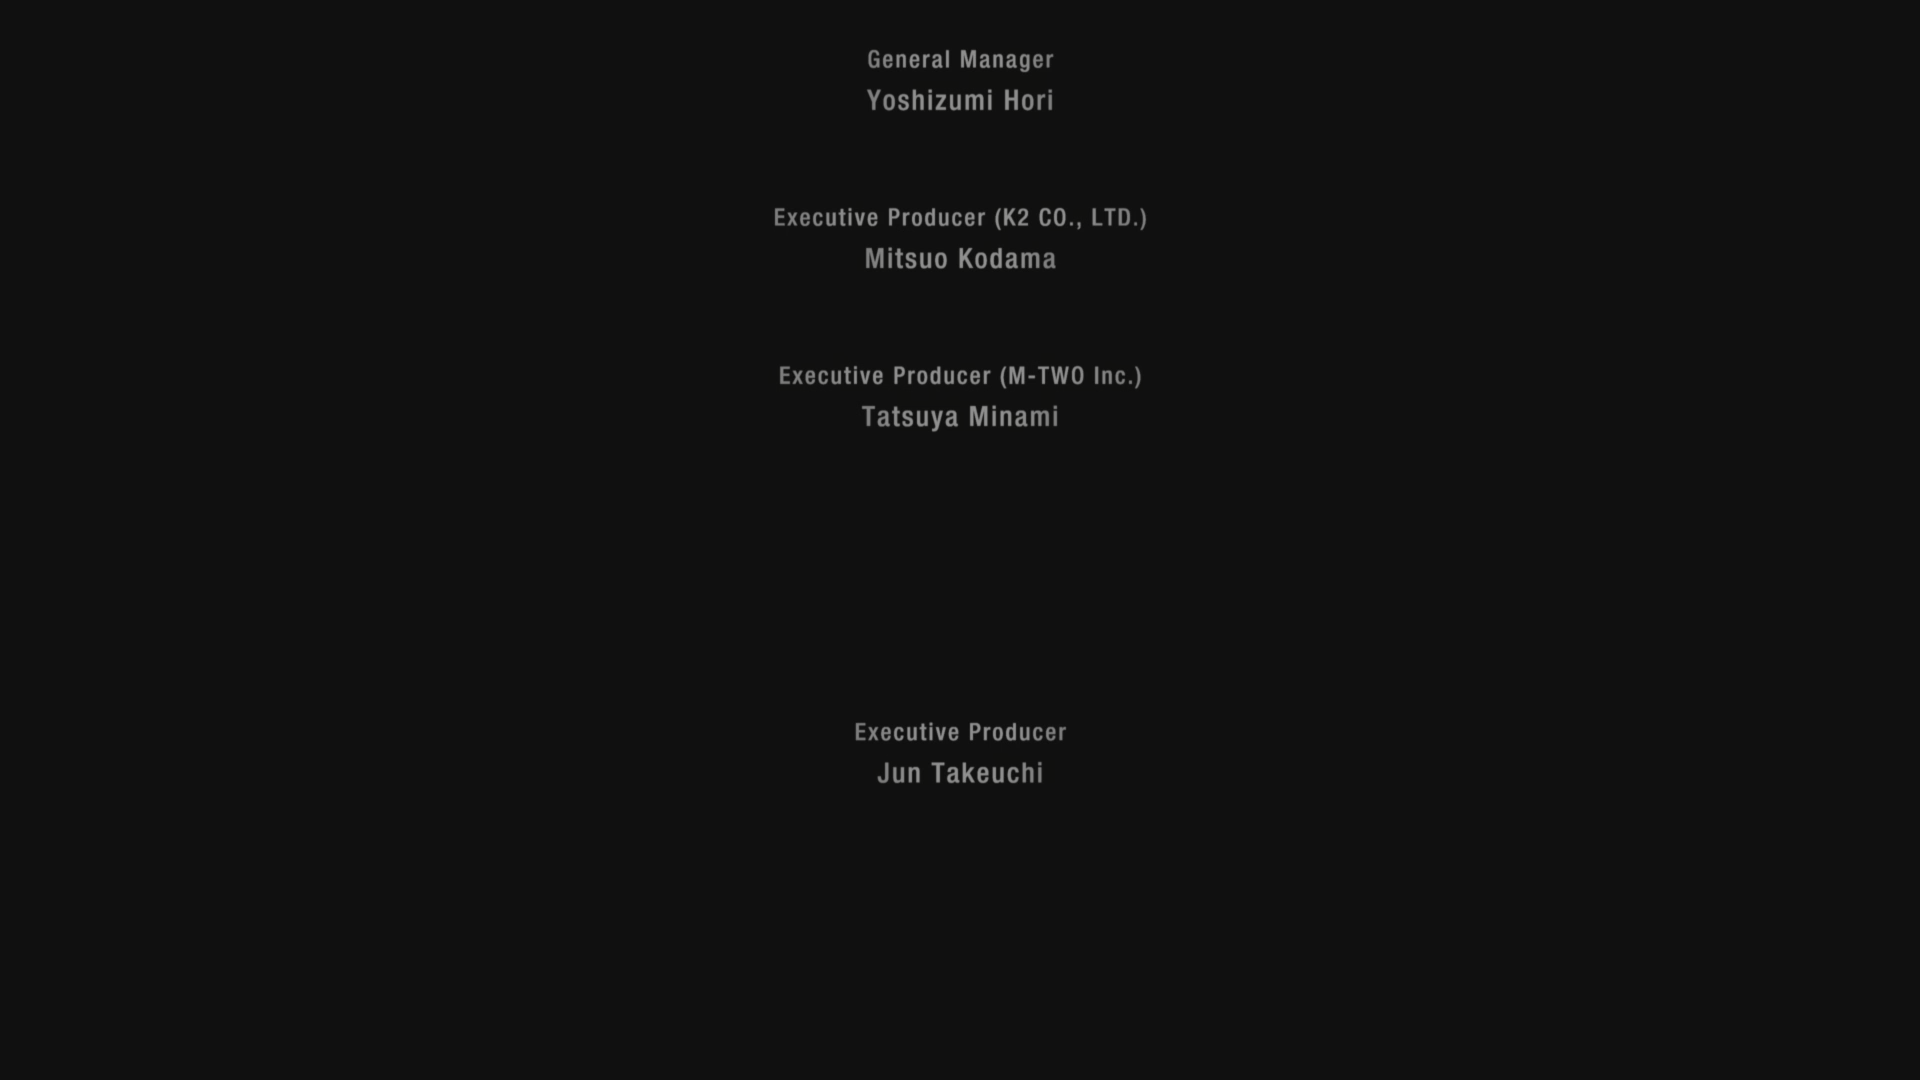 General Manager
Yoshizumi Hori
Executive Producer (K2 CO., LTD.)
Mitsuo Kodama
Executive Producer (M-TWO Inc.)
Tatsuya Minami
Executive Producer
Jun Takeuchi